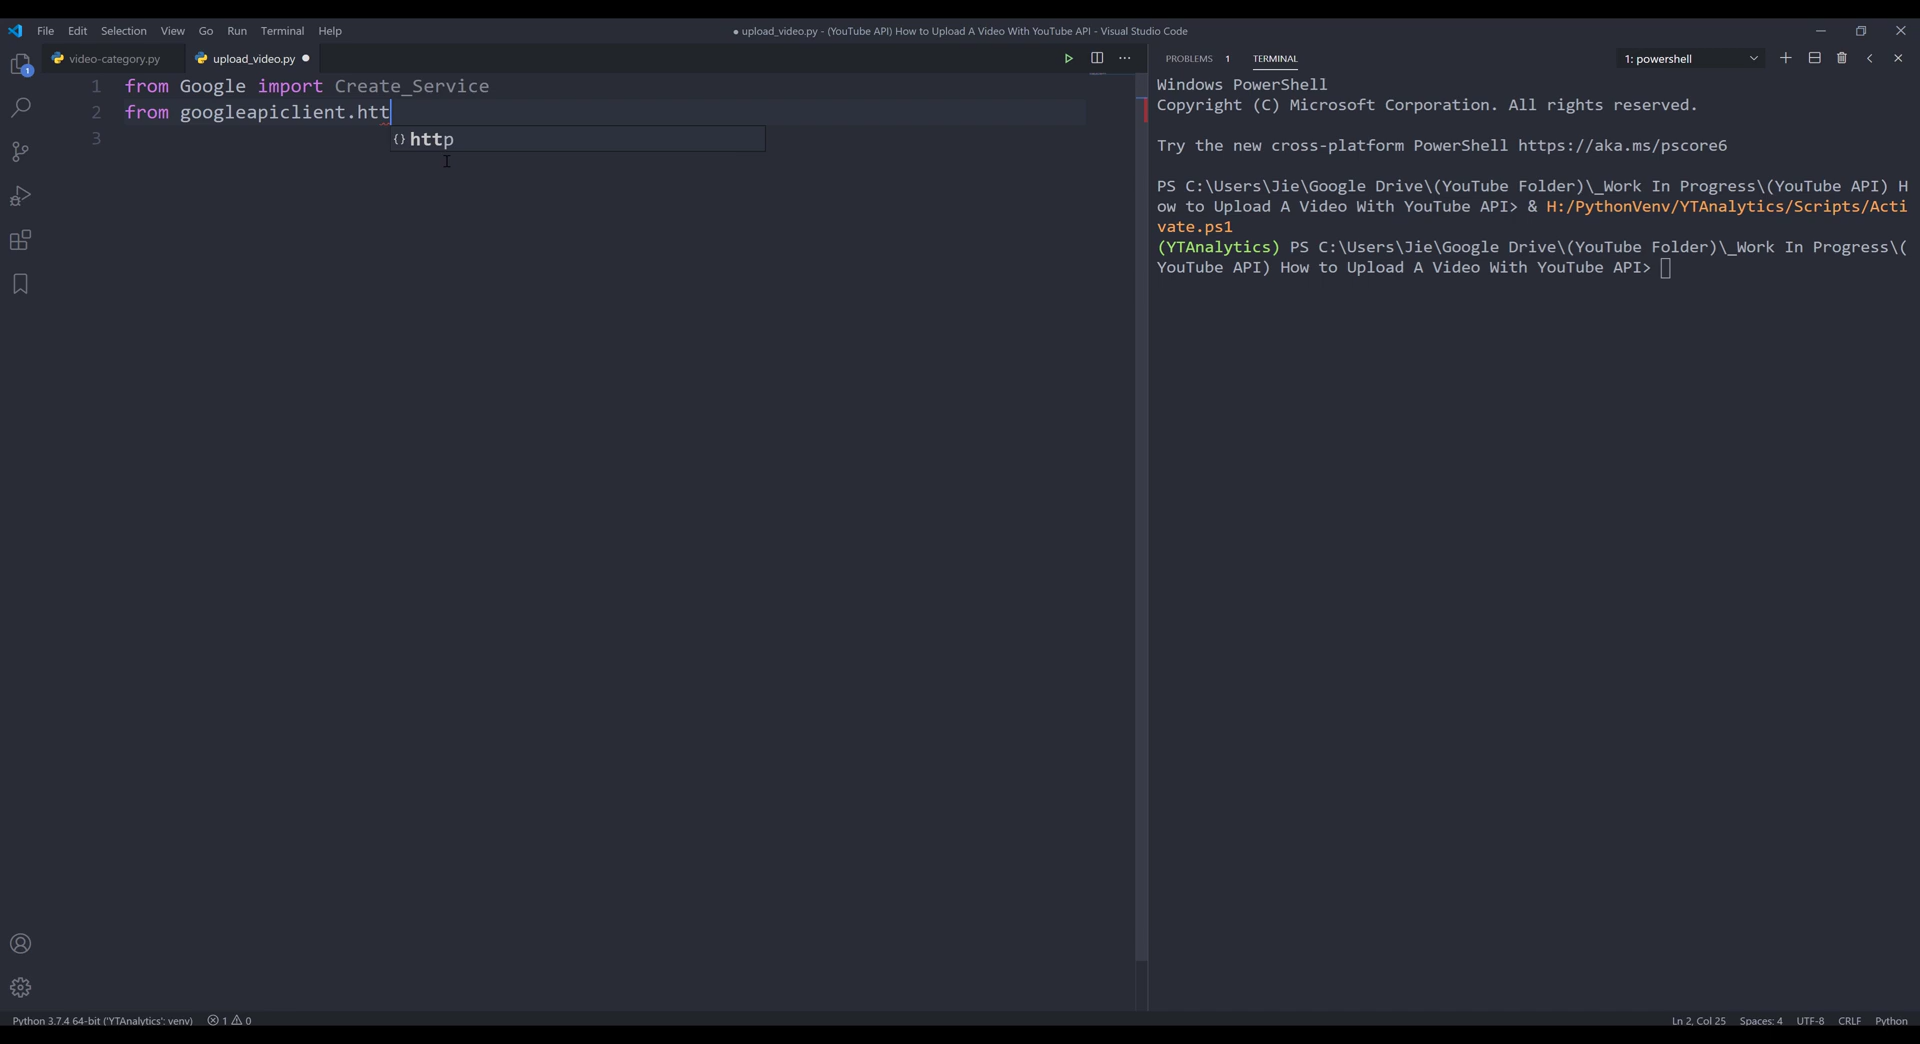 File Edit Selection View Go Run Terminal Help
● upload_video.py - (YouTube API) How to Upload A Video With YouTube API - Visual Studio Code
video-category.py
upload_video.py ●
1 from Google import Create_Service
2 from googleapiclient.htt
{} http
3
PROBLEMS 1 TERMINAL
1: powershell
Windows PowerShell
Copyright (C) Microsoft Corporation. All rights reserved.
Try the new cross-platform PowerShell https://aka.ms/pscore6
PS C:\Users\Jie\Google Drive\(YouTube Folder)\_Work In Progress\(YouTube API) H
ow to Upload A Video With YouTube API> & H:/PythonVenv/YTAnalytics/Scripts/Acti
vate.ps1
(YTAnalytics) PS C:\Users\Jie\Google Drive\(YouTube Folder)\_Work In Progress\(
YouTube API) How to Upload A Video With YouTube API>
1
Python 3.7.4 64-bit ('YTAnalytics': venv) 1 0
Ln 2, Col 25 Spaces: 4 UTF-8 CRLF Python